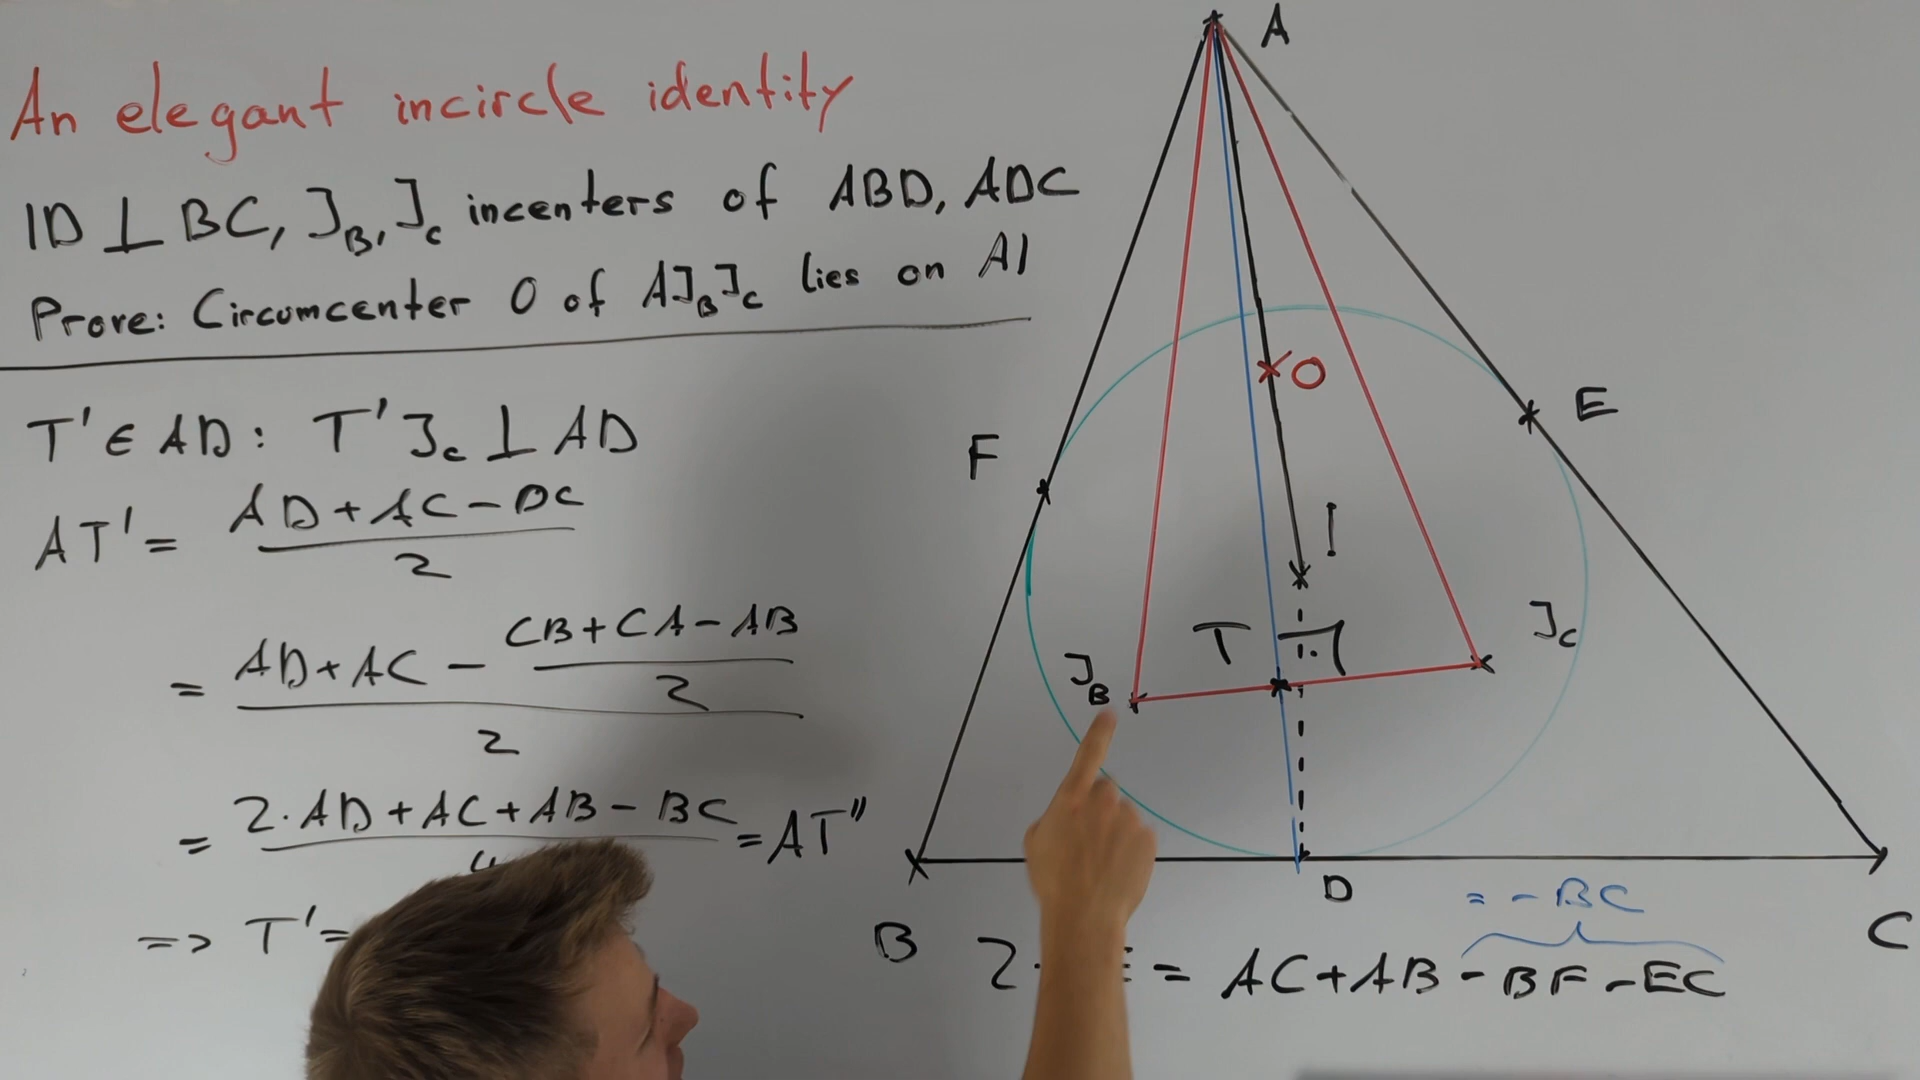 An elegant incircle identity
ID ⊥ BC, J_B, J_C incenters of ABD, ADC
Prove: Circumcenter O of AJ_BJ_C lies on AI
T' ∈ AD: T'J_C ⊥ AD
AT' = (AD + AC - DC)/2
= (AD + AC - (CB + CA - AB)/2)/2
= (2·AD + AC + AB - BC)/4 = AT''
=> T' =
A
F
E
O
I
T
J_B
J_C
D
B
C
= -BC
2· = AC + AB - BF - EC